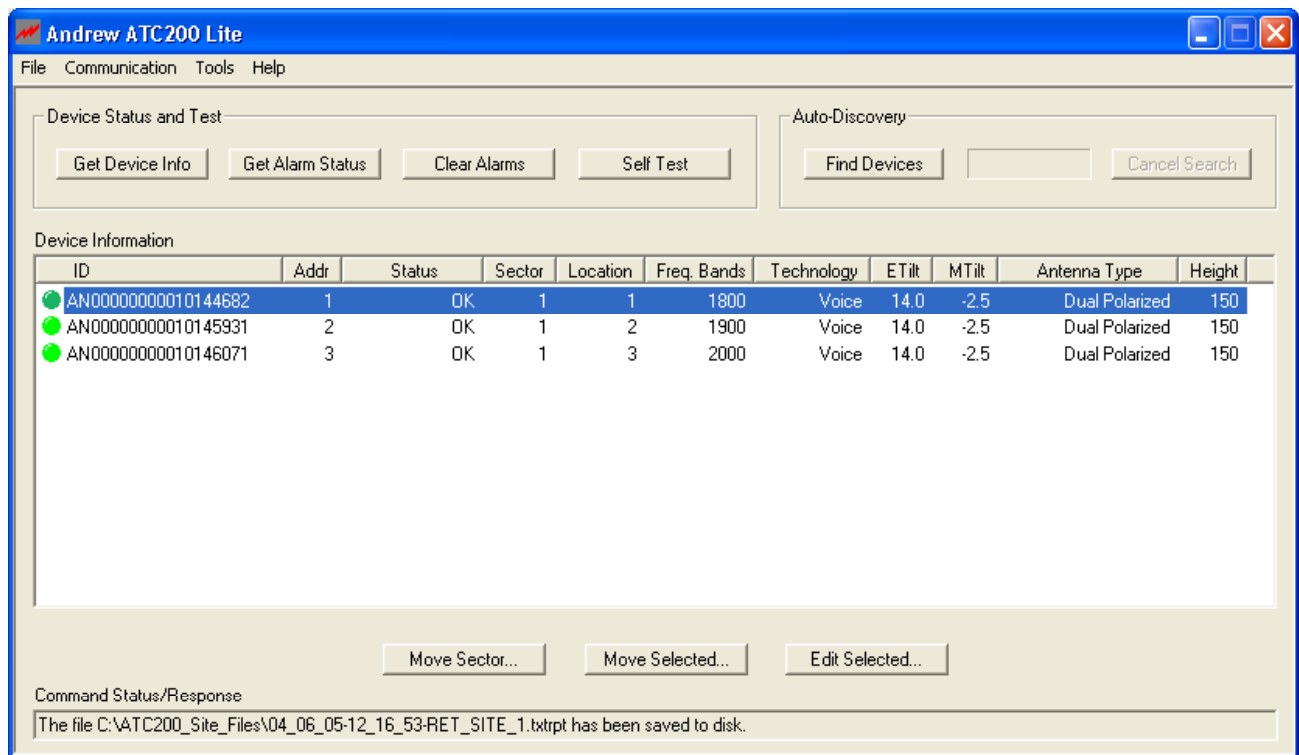 Andrew ATC200 Lite
File Communication Tools Help
Device Status and Test
Auto-Discovery
Get Device Info Get Alarm Status Clear Alarms Self Test Find Devices Cancel Search
Device Information
ID Addr Status Sector Location Freq. Bands Technology ETilt MTilt Antenna Type Height
AN00000000010144682 1 OK 1 1 1800 Voice 14.0 -2.5 Dual Polarized 150
AN00000000010145931 2 OK 1 2 1900 Voice 14.0 -2.5 Dual Polarized 150
AN00000000010146071 3 OK 1 3 2000 Voice 14.0 -2.5 Dual Polarized 150
Move Sector... Move Selected... Edit Selected...
Command Status/Response
The file C:\ATC200_Site_Files\04_06_05-12_16_53-RET_SITE_1.txtrpt has been saved to disk.